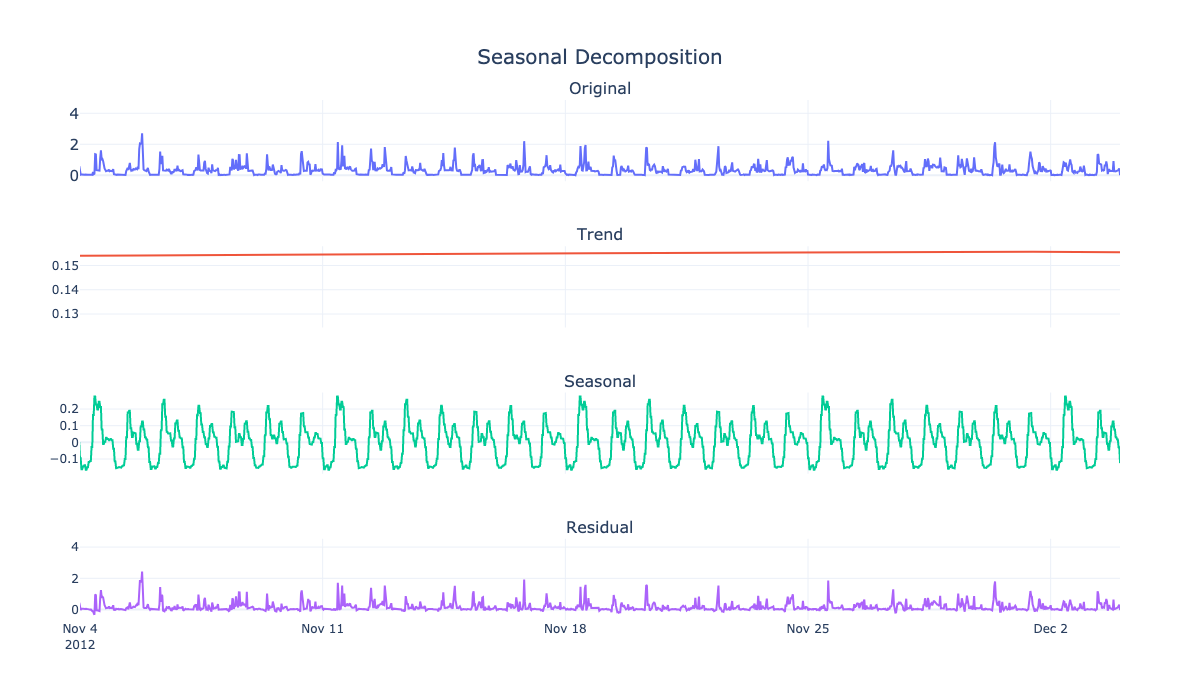 Seasonal Decomposition
Original
4
2
0
Trend
0.15
0.14
0.13
Seasonal
0.2
0.1
0
−0.1
Residual
4
2
0
Nov 4
2012
Nov 11
Nov 18
Nov 25
Dec 2